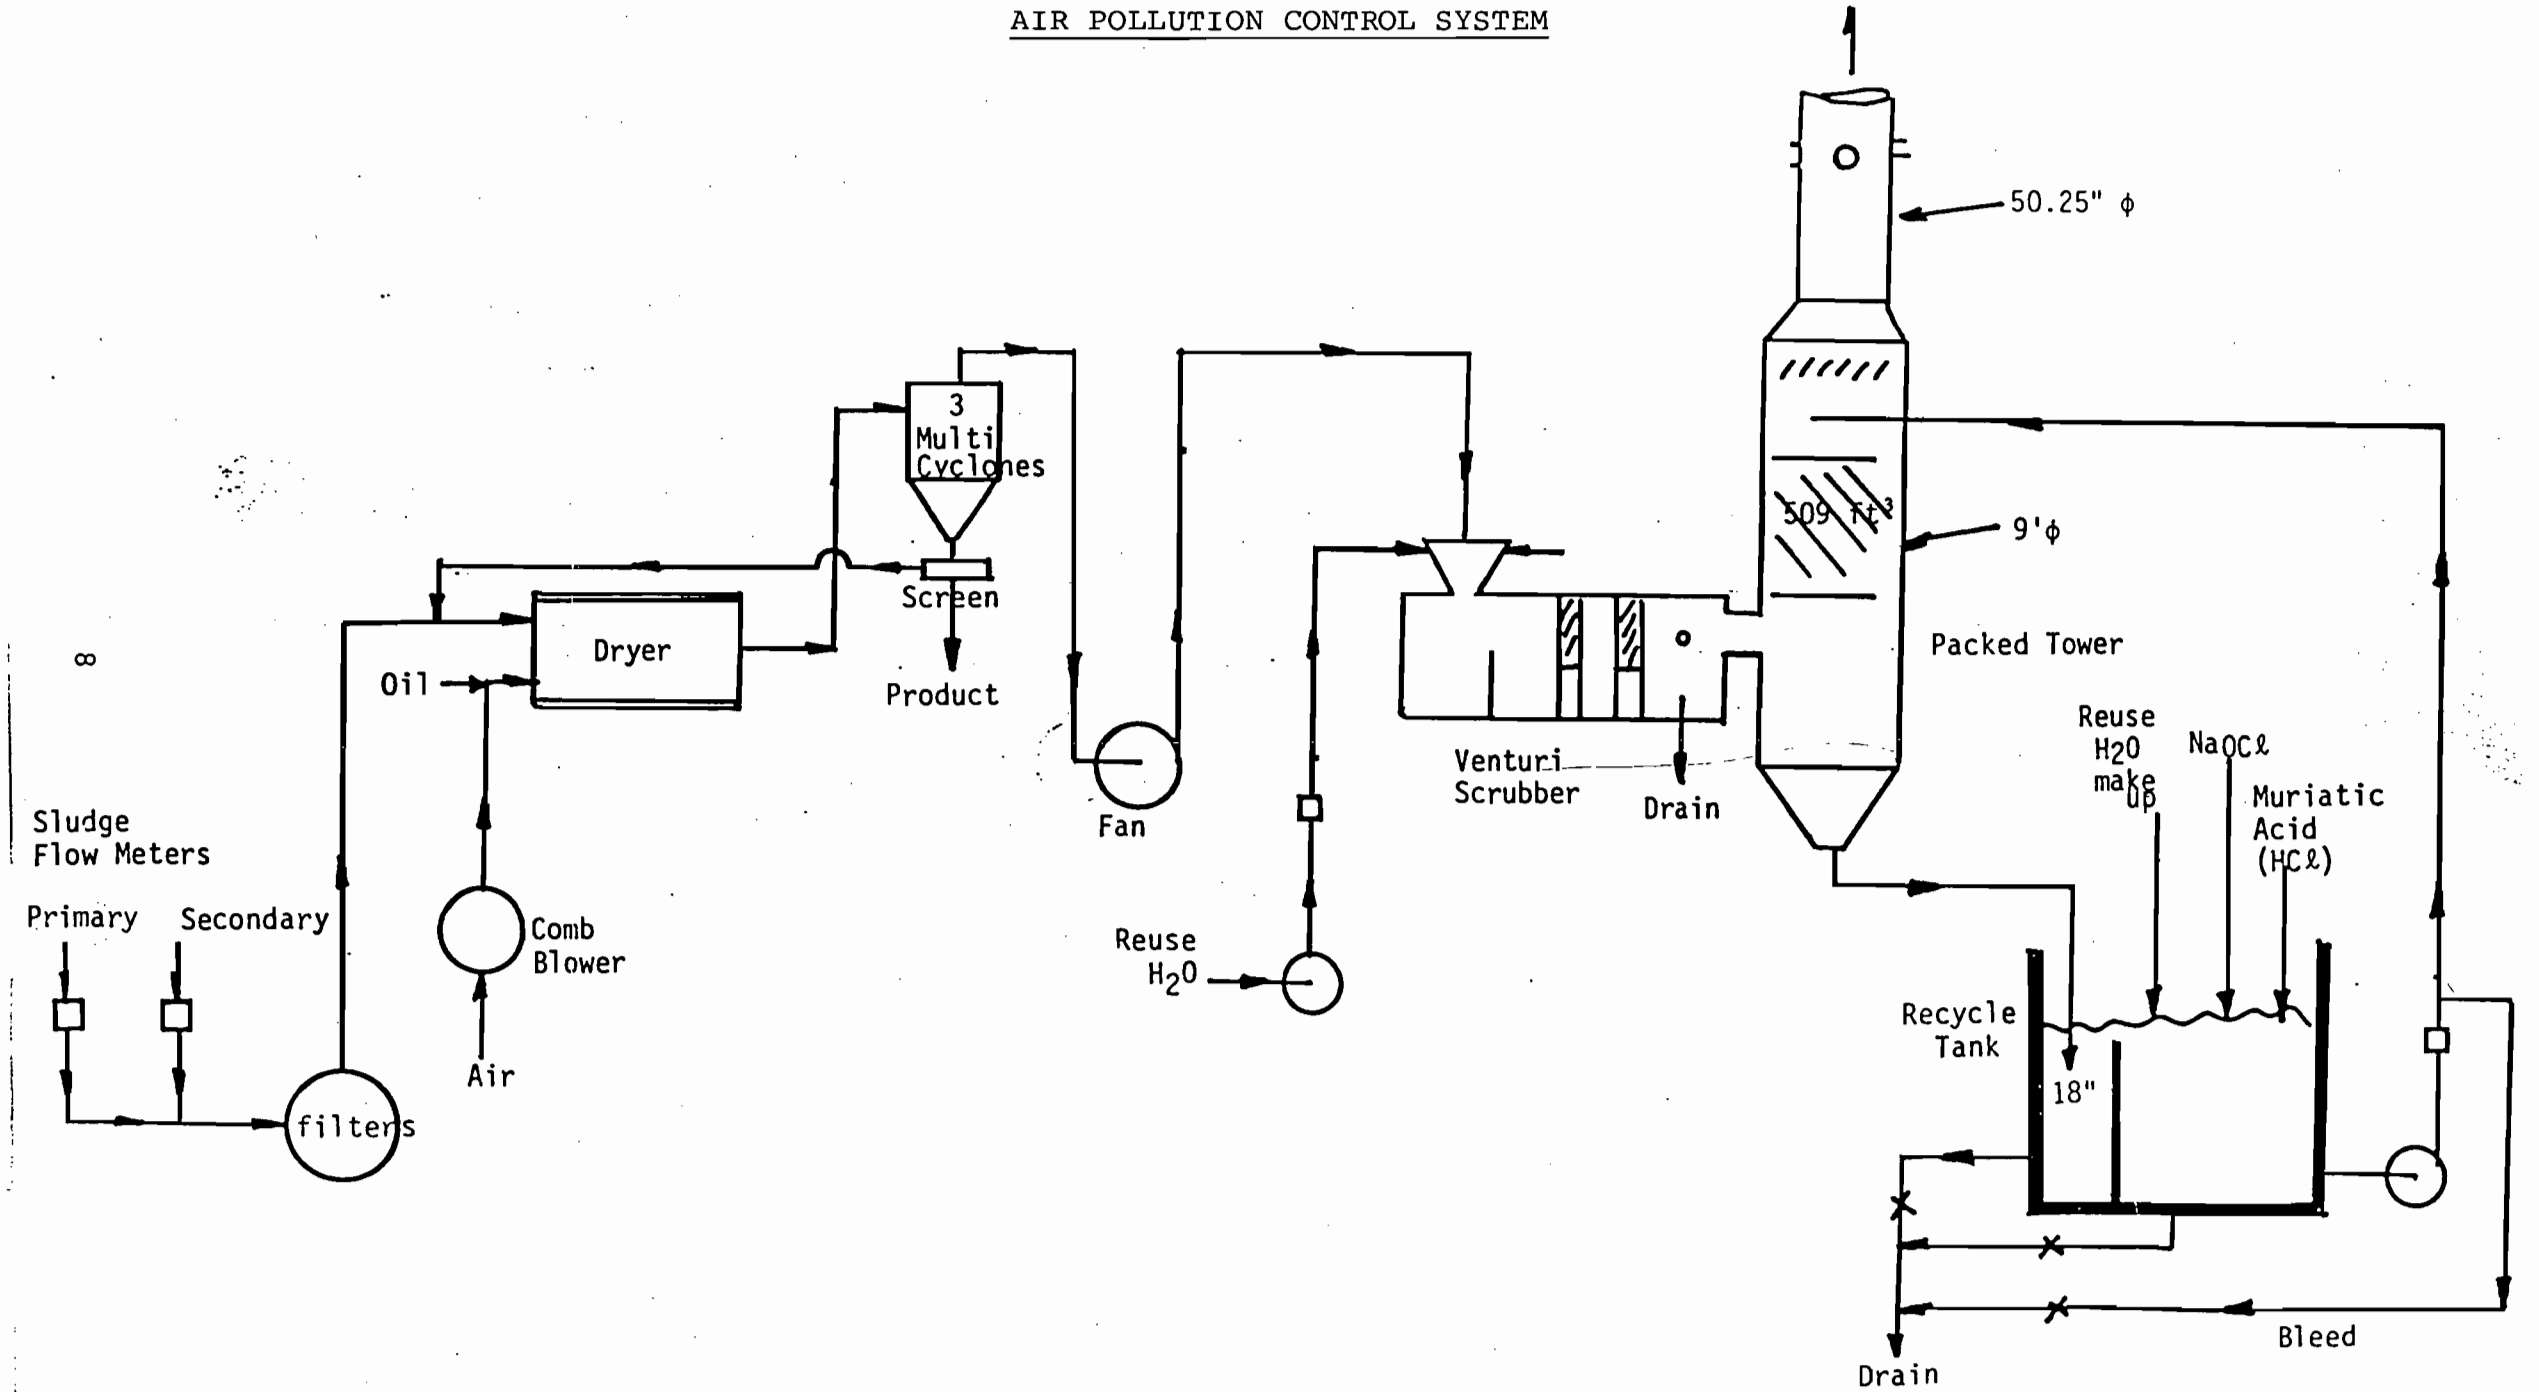 AIR POLLUTION CONTROL SYSTEM
50.25" ϕ
3
Multi
Cyclones
509 ft³
9'ϕ
Screen
Dryer
Packed Tower
8
Oil
Product
Reuse
H₂O
make
up
NaOCℓ
Muriatic
Acid
(HCℓ)
Venturi
Scrubber
Drain
Fan
Sludge
Flow Meters
Primary
Secondary
Comb
Blower
Reuse
H₂O
Recycle
Tank
Air
18"
filters
Bleed
Drain